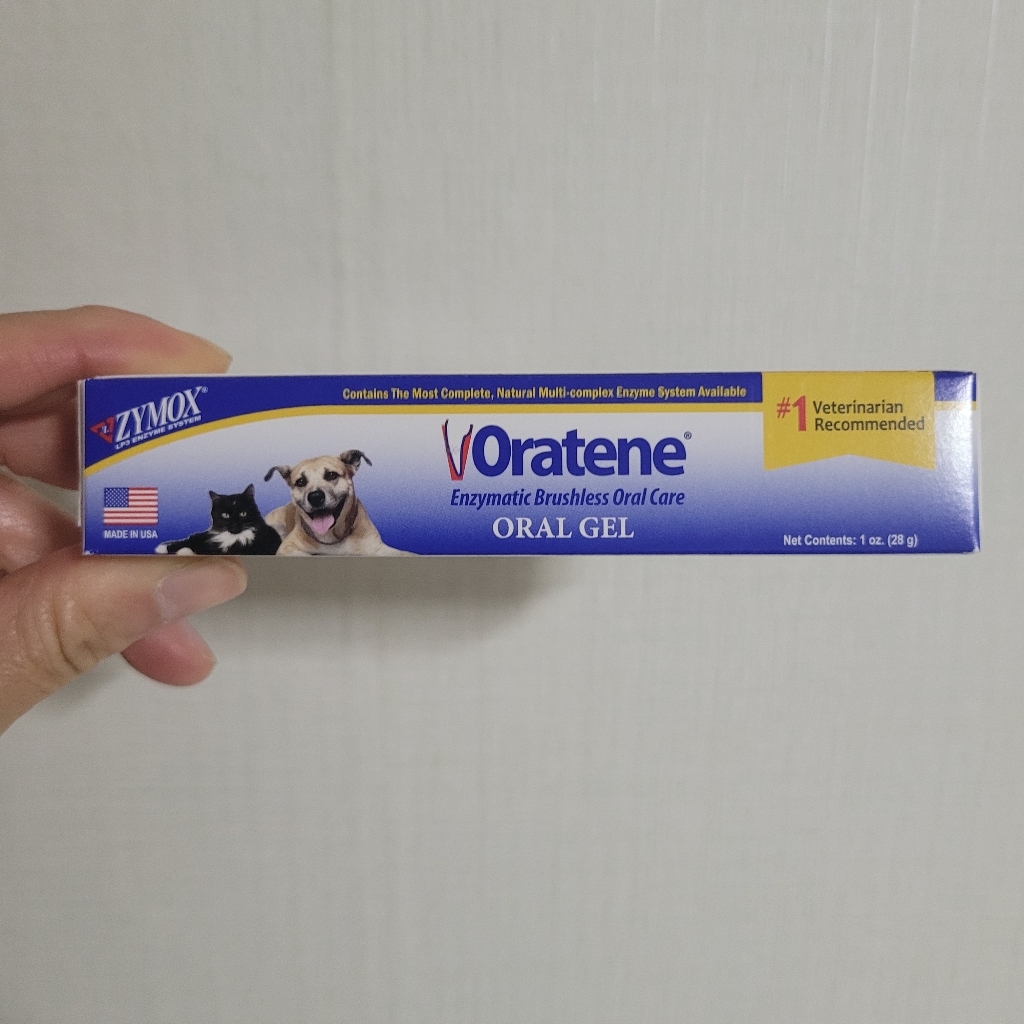 ZYMOX®
LP3 ENZYME SYSTEM
Contains The Most Complete, Natural Multi-complex Enzyme System Available
#1 Veterinarian
Recommended
Oratene®
Enzymatic Brushless Oral Care
ORAL GEL
MADE IN USA
Net Contents: 1 oz. (28 g)